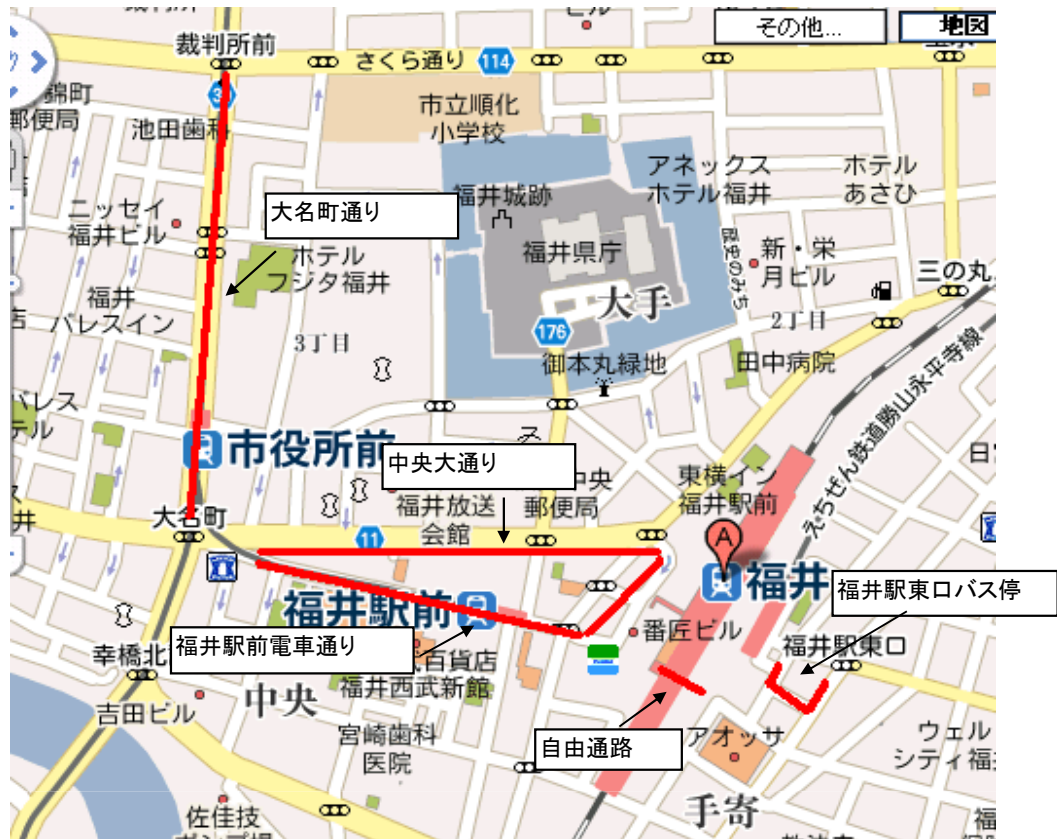 ビル
その他...
地図
裁判所前
さくら通り
114
錦町
郵便局
池田歯科
市立順化
小学校
アネックス
ホテル福井
ホテル
あさひ
福井城跡
大名町通り
ニッセイ
福井ビル
福井県庁
歴史のみち
新・栄
月ビル
三の丸
ホテル
フジタ福井
大手
福井
パレスイン
176
2丁目
3丁目
御本丸緑地
田中病院
えちぜん鉄道勝山永平寺線
市役所前
中央大通り
東横イン
福井駅前
大名町
福井放送
会館
郵便局
11
A
福井
福井駅前
福井駅東口バス停
番匠ビル
福井駅東口
福井駅前電車通り
百貨店
福井西武新館
幸橋北
中央
吉田ビル
宮崎歯科
医院
自由通路
アオッサ
ウェル
シティ福
手寄
佐佳技
福